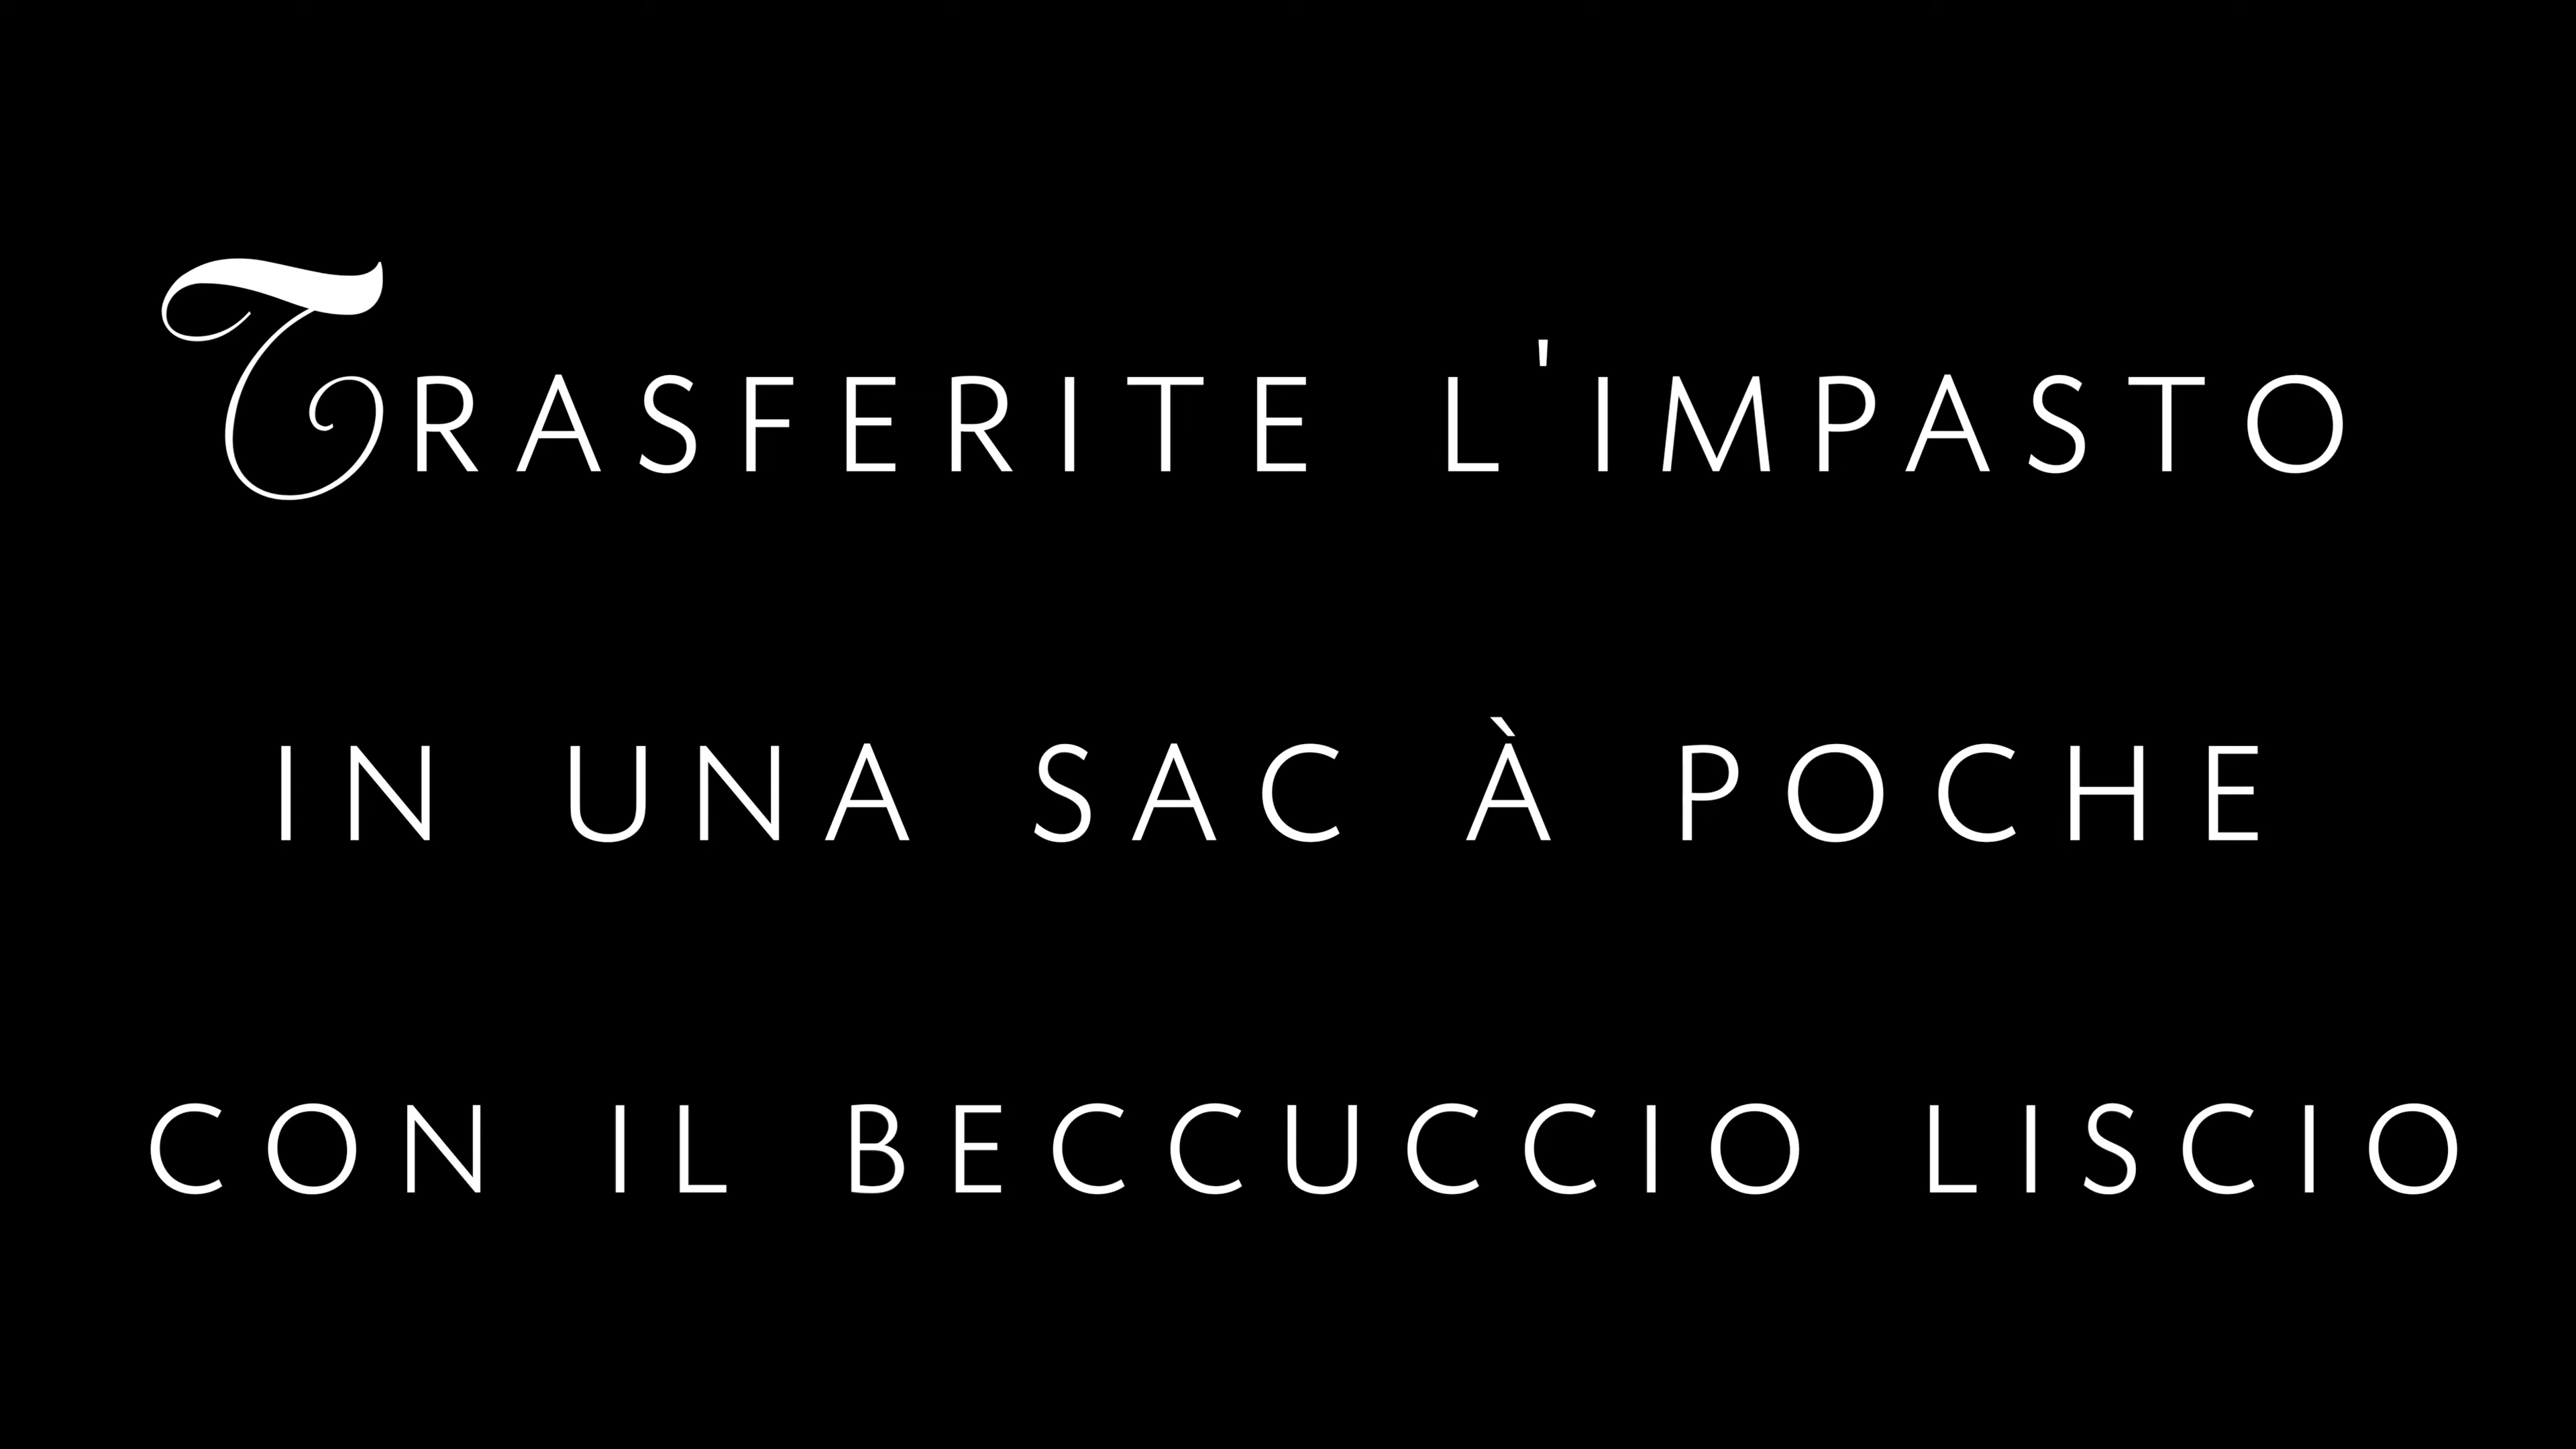 TRASFERITE L'IMPASTO
IN UNA SAC À POCHE
CON IL BECCUCCIO LISCIO